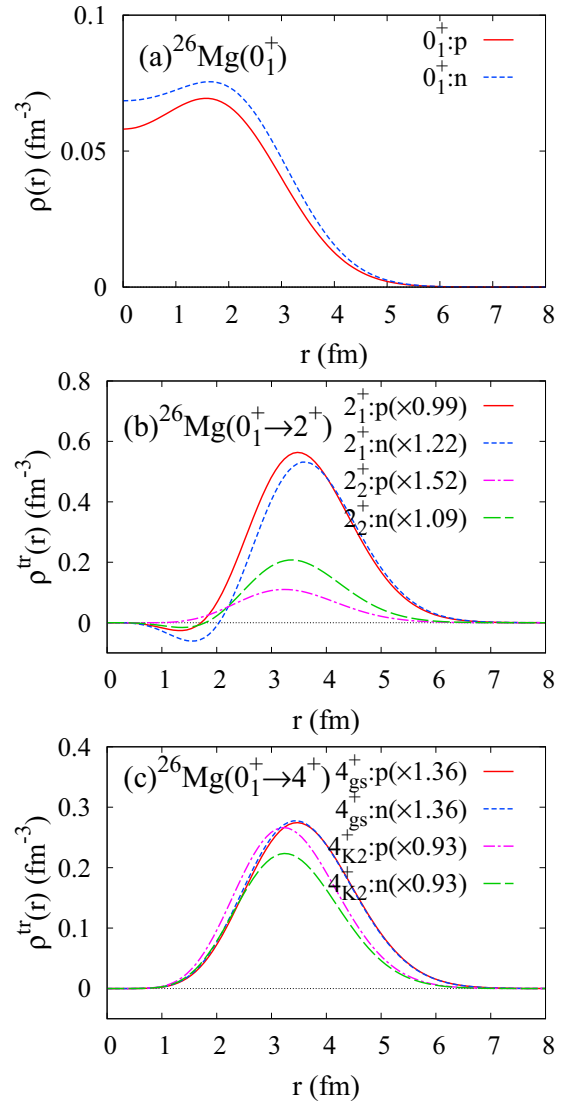 (a)²⁶Mg(0₁⁺)
0₁⁺:p
0₁⁺:n
ρ(r) (fm⁻³)
0.1
0.05
0
0 1 2 3 4 5 6 7 8
r (fm)
(b)²⁶Mg(0₁⁺→2⁺)
2₁⁺:p(×0.99)
2₁⁺:n(×1.22)
2₂⁺:p(×1.52)
2₂⁺:n(×1.09)
ρᵗʳ(r) (fm⁻³)
0.8
0.6
0.4
0.2
0
0 1 2 3 4 5 6 7 8
r (fm)
(c)²⁶Mg(0₁⁺→4⁺)
4⁺gs:p(×1.36)
4⁺gs:n(×1.36)
4⁺K2:p(×0.93)
4⁺K2:n(×0.93)
ρᵗʳ(r) (fm⁻³)
0.4
0.3
0.2
0.1
0
0 1 2 3 4 5 6 7 8
r (fm)